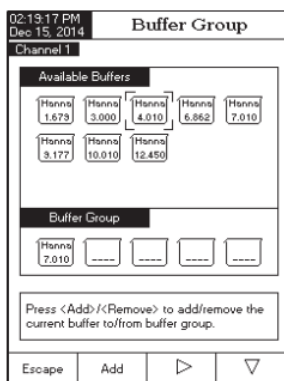 02:19:17 PM
Dec 15, 2014
Buffer Group
Channel 1
Available Buffers
Hanna Hanna Hanna Hanna Hanna
1.679 3.000 4.010 6.862 7.010
Hanna Hanna Hanna
9.177 10.010 12.450
Buffer Group
Hanna
7.010 ---- ---- ---- ----
Press <Add>/<Remove> to add/remove the
current buffer to/from buffer group.
Escape Add